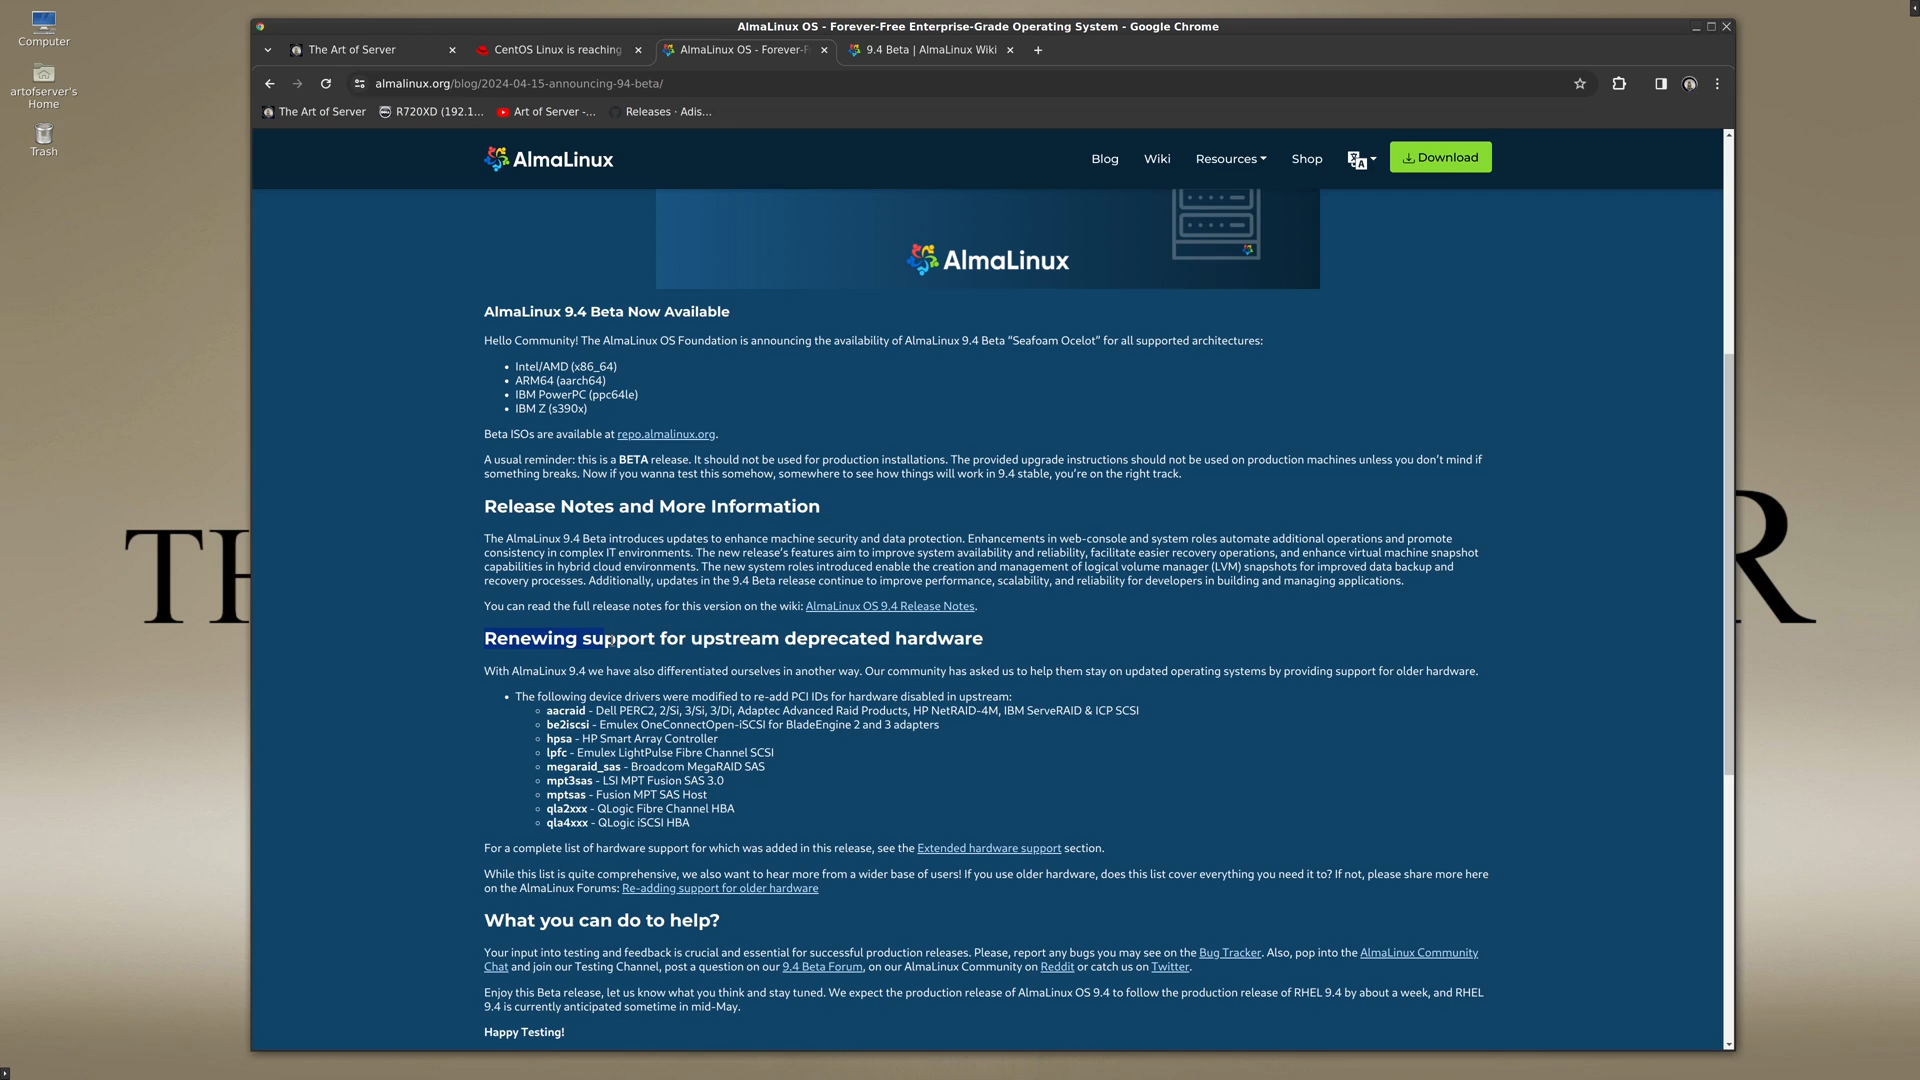 AlmaLinux OS - Forever-Free Enterprise-Grade Operating System - Google Chrome
Computer
artofserver's
Home
Trash
The Art of Server
CentOS Linux is reaching
AlmaLinux OS - Forever-F
9.4 Beta | AlmaLinux Wiki
almalinux.org/blog/2024-04-15-announcing-94-beta/
The Art of Server
R720XD (192.1...
Art of Server -...
Releases · Adis...
AlmaLinux
Blog
Wiki
Resources
Shop
Download
AlmaLinux
AlmaLinux 9.4 Beta Now Available
Hello Community! The AlmaLinux OS Foundation is announcing the availability of AlmaLinux 9.4 Beta “Seafoam Ocelot” for all supported architectures:
• Intel/AMD (x86_64)
• ARM64 (aarch64)
• IBM PowerPC (ppc64le)
• IBM Z (s390x)
Beta ISOs are available at repo.almalinux.org.
A usual reminder: this is a BETA release. It should not be used for production installations. The provided upgrade instructions should not be used on production machines unless you don’t mind if
something breaks. Now if you wanna test this somehow, somewhere to see how things will work in 9.4 stable, you’re on the right track.
Release Notes and More Information
The AlmaLinux 9.4 Beta introduces updates to enhance machine security and data protection. Enhancements in web-console and system roles automate additional operations and promote
consistency in complex IT environments. The new release’s features aim to improve system availability and reliability, facilitate easier recovery operations, and enhance virtual machine snapshot
capabilities in hybrid cloud environments. The new system roles introduced enable the creation and management of logical volume manager (LVM) snapshots for improved data backup and
recovery processes. Additionally, updates in the 9.4 Beta release continue to improve performance, scalability, and reliability for developers in building and managing applications.
You can read the full release notes for this version on the wiki: AlmaLinux OS 9.4 Release Notes.
Renewing support for upstream deprecated hardware
With AlmaLinux 9.4 we have also differentiated ourselves in another way. Our community has asked us to help them stay on updated operating systems by providing support for older hardware.
• The following device drivers were modified to re-add PCI IDs for hardware disabled in upstream:
◦ aacraid - Dell PERC2, 2/Si, 3/Si, 3/Di, Adaptec Advanced Raid Products, HP NetRAID-4M, IBM ServeRAID & ICP SCSI
◦ be2iscsi - Emulex OneConnectOpen-iSCSI for BladeEngine 2 and 3 adapters
◦ hpsa - HP Smart Array Controller
◦ lpfc - Emulex LightPulse Fibre Channel SCSI
◦ megaraid_sas - Broadcom MegaRAID SAS
◦ mpt3sas - LSI MPT Fusion SAS 3.0
◦ mptsas - Fusion MPT SAS Host
◦ qla2xxx - QLogic Fibre Channel HBA
◦ qla4xxx - QLogic iSCSI HBA
For a complete list of hardware support for which was added in this release, see the Extended hardware support section.
While this list is quite comprehensive, we also want to hear more from a wider base of users! If you use older hardware, does this list cover everything you need it to? If not, please share more here
on the AlmaLinux Forums: Re-adding support for older hardware
What you can do to help?
Your input into testing and feedback is crucial and essential for successful production releases. Please, report any bugs you may see on the Bug Tracker. Also, pop into the AlmaLinux Community
Chat and join our Testing Channel, post a question on our 9.4 Beta Forum, on our AlmaLinux Community on Reddit or catch us on Twitter.
Enjoy this Beta release, let us know what you think and stay tuned. We expect the production release of AlmaLinux OS 9.4 to follow the production release of RHEL 9.4 by about a week, and RHEL
9.4 is currently anticipated sometime in mid-May.
Happy Testing!